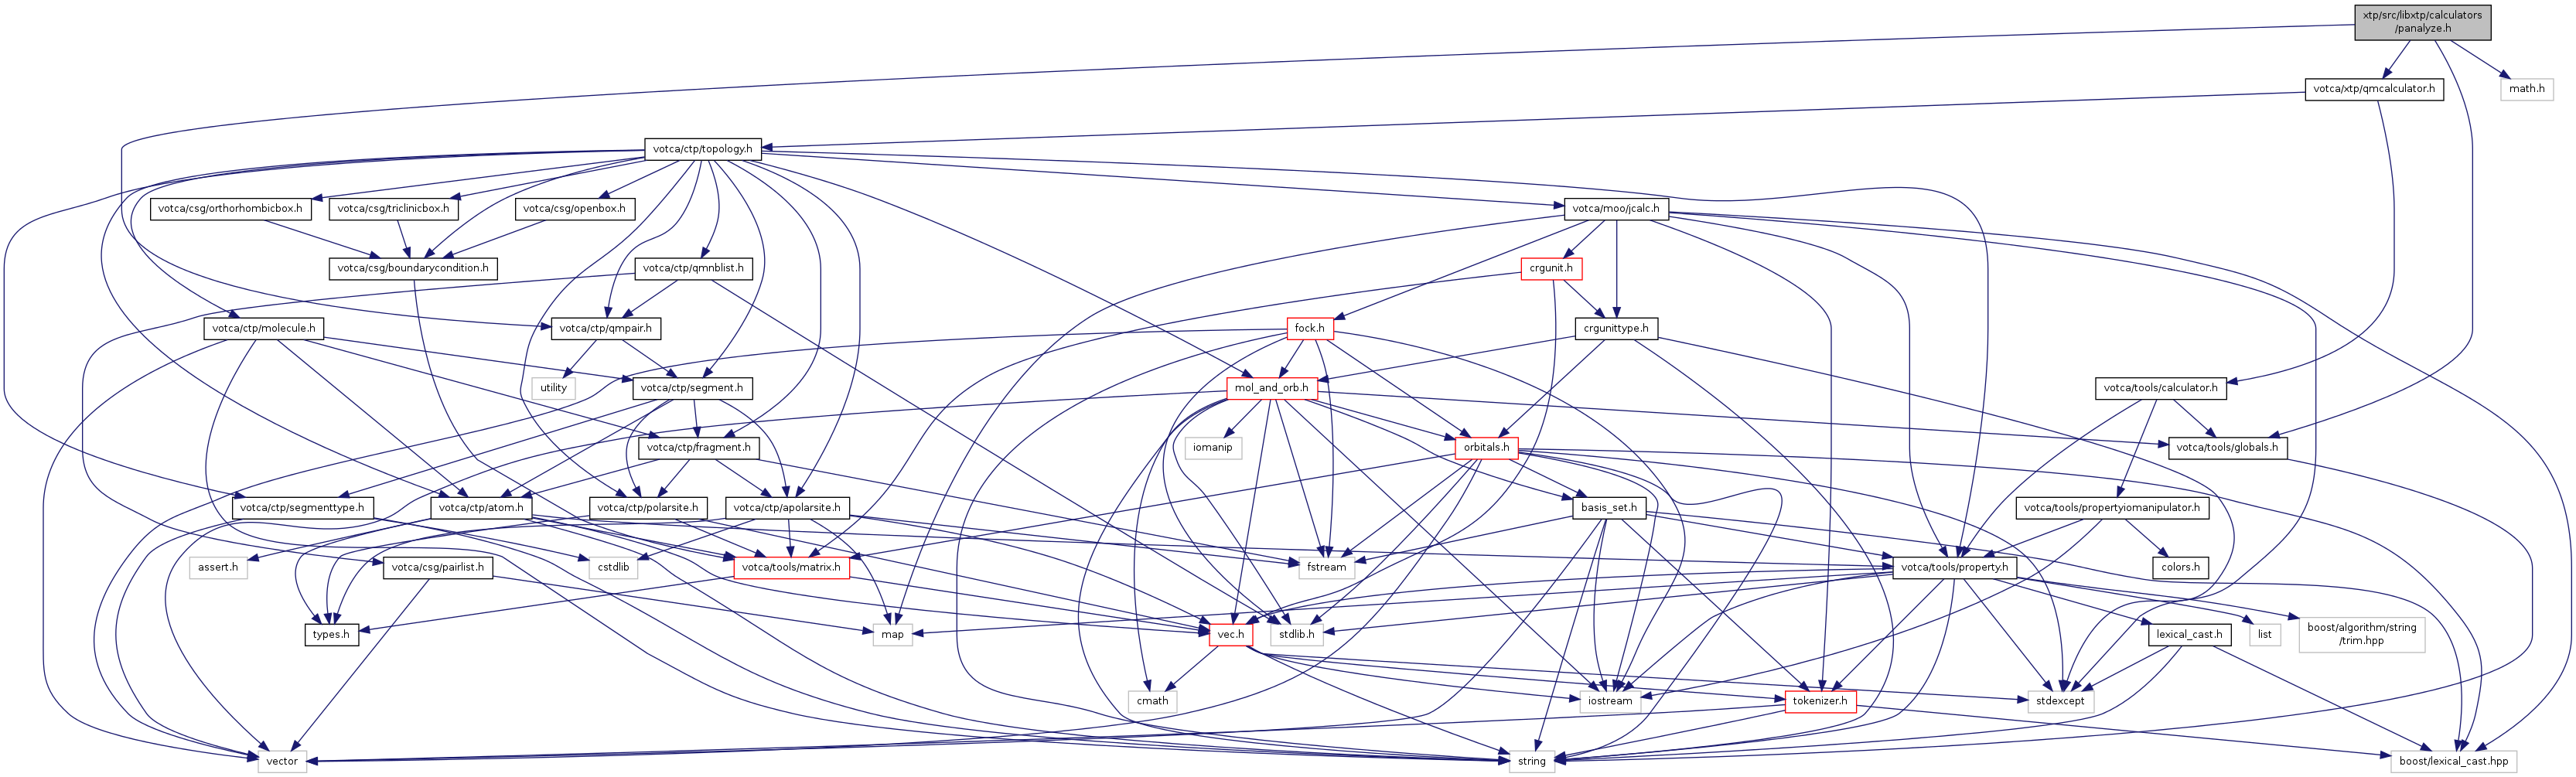 xtp/src/libxtp/calculators
/panalyze.h
votca/xtp/qmcalculator.h
math.h
votca/ctp/topology.h
votca/csg/orthorhombicbox.h
votca/csg/triclinicbox.h
votca/csg/openbox.h
votca/moo/jcalc.h
votca/csg/boundarycondition.h
votca/ctp/qmnblist.h
crgunit.h
votca/ctp/molecule.h
votca/ctp/qmpair.h
fock.h
crgunittype.h
utility
votca/ctp/segment.h
mol_and_orb.h
votca/tools/calculator.h
votca/ctp/fragment.h
iomanip
orbitals.h
votca/tools/globals.h
votca/ctp/segmenttype.h
votca/ctp/atom.h
votca/ctp/polarsite.h
votca/ctp/apolarsite.h
basis_set.h
votca/tools/propertyiomanipulator.h
assert.h
votca/csg/pairlist.h
cstdlib
votca/tools/matrix.h
fstream
votca/tools/property.h
colors.h
types.h
map
vec.h
stdlib.h
lexical_cast.h
list
boost/algorithm/string
/trim.hpp
cmath
iostream
tokenizer.h
stdexcept
vector
string
boost/lexical_cast.hpp